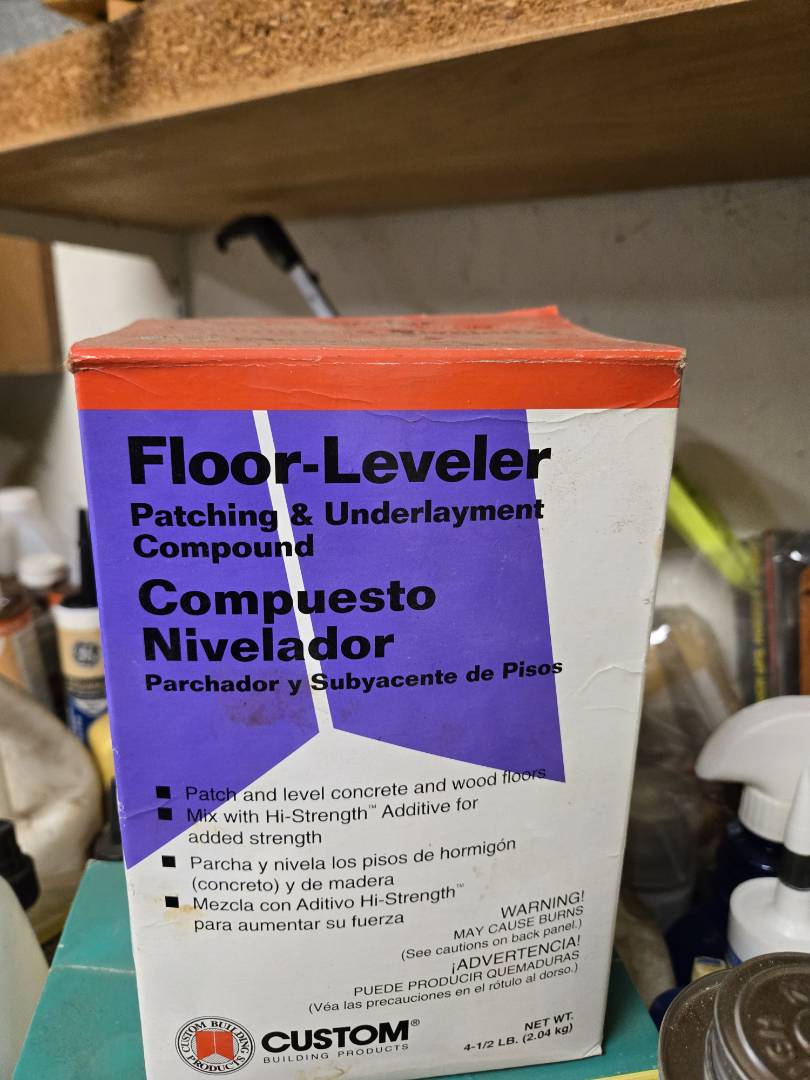 Floor-Leveler
Patching & Underlayment
Compound
Compuesto
Nivelador
Parchador y Subyacente de Pisos
■ Patch and level concrete and wood floors
■ Mix with Hi-Strength™ Additive for
added strength
■ Parcha y nivela los pisos de hormigón
(concreto) y de madera
■ Mezcla con Aditivo Hi-Strength™
para aumentar su fuerza
WARNING!
MAY CAUSE BURNS
(See cautions on back panel.)
¡ADVERTENCIA!
PUEDE PRODUCIR QUEMADURAS
(Véa las precauciones en el rótulo al dorso.)
CUSTOM BUILDING PRODUCTS
CUSTOM®
BUILDING PRODUCTS
NET WT.
4-1/2 LB. (2.04 kg)